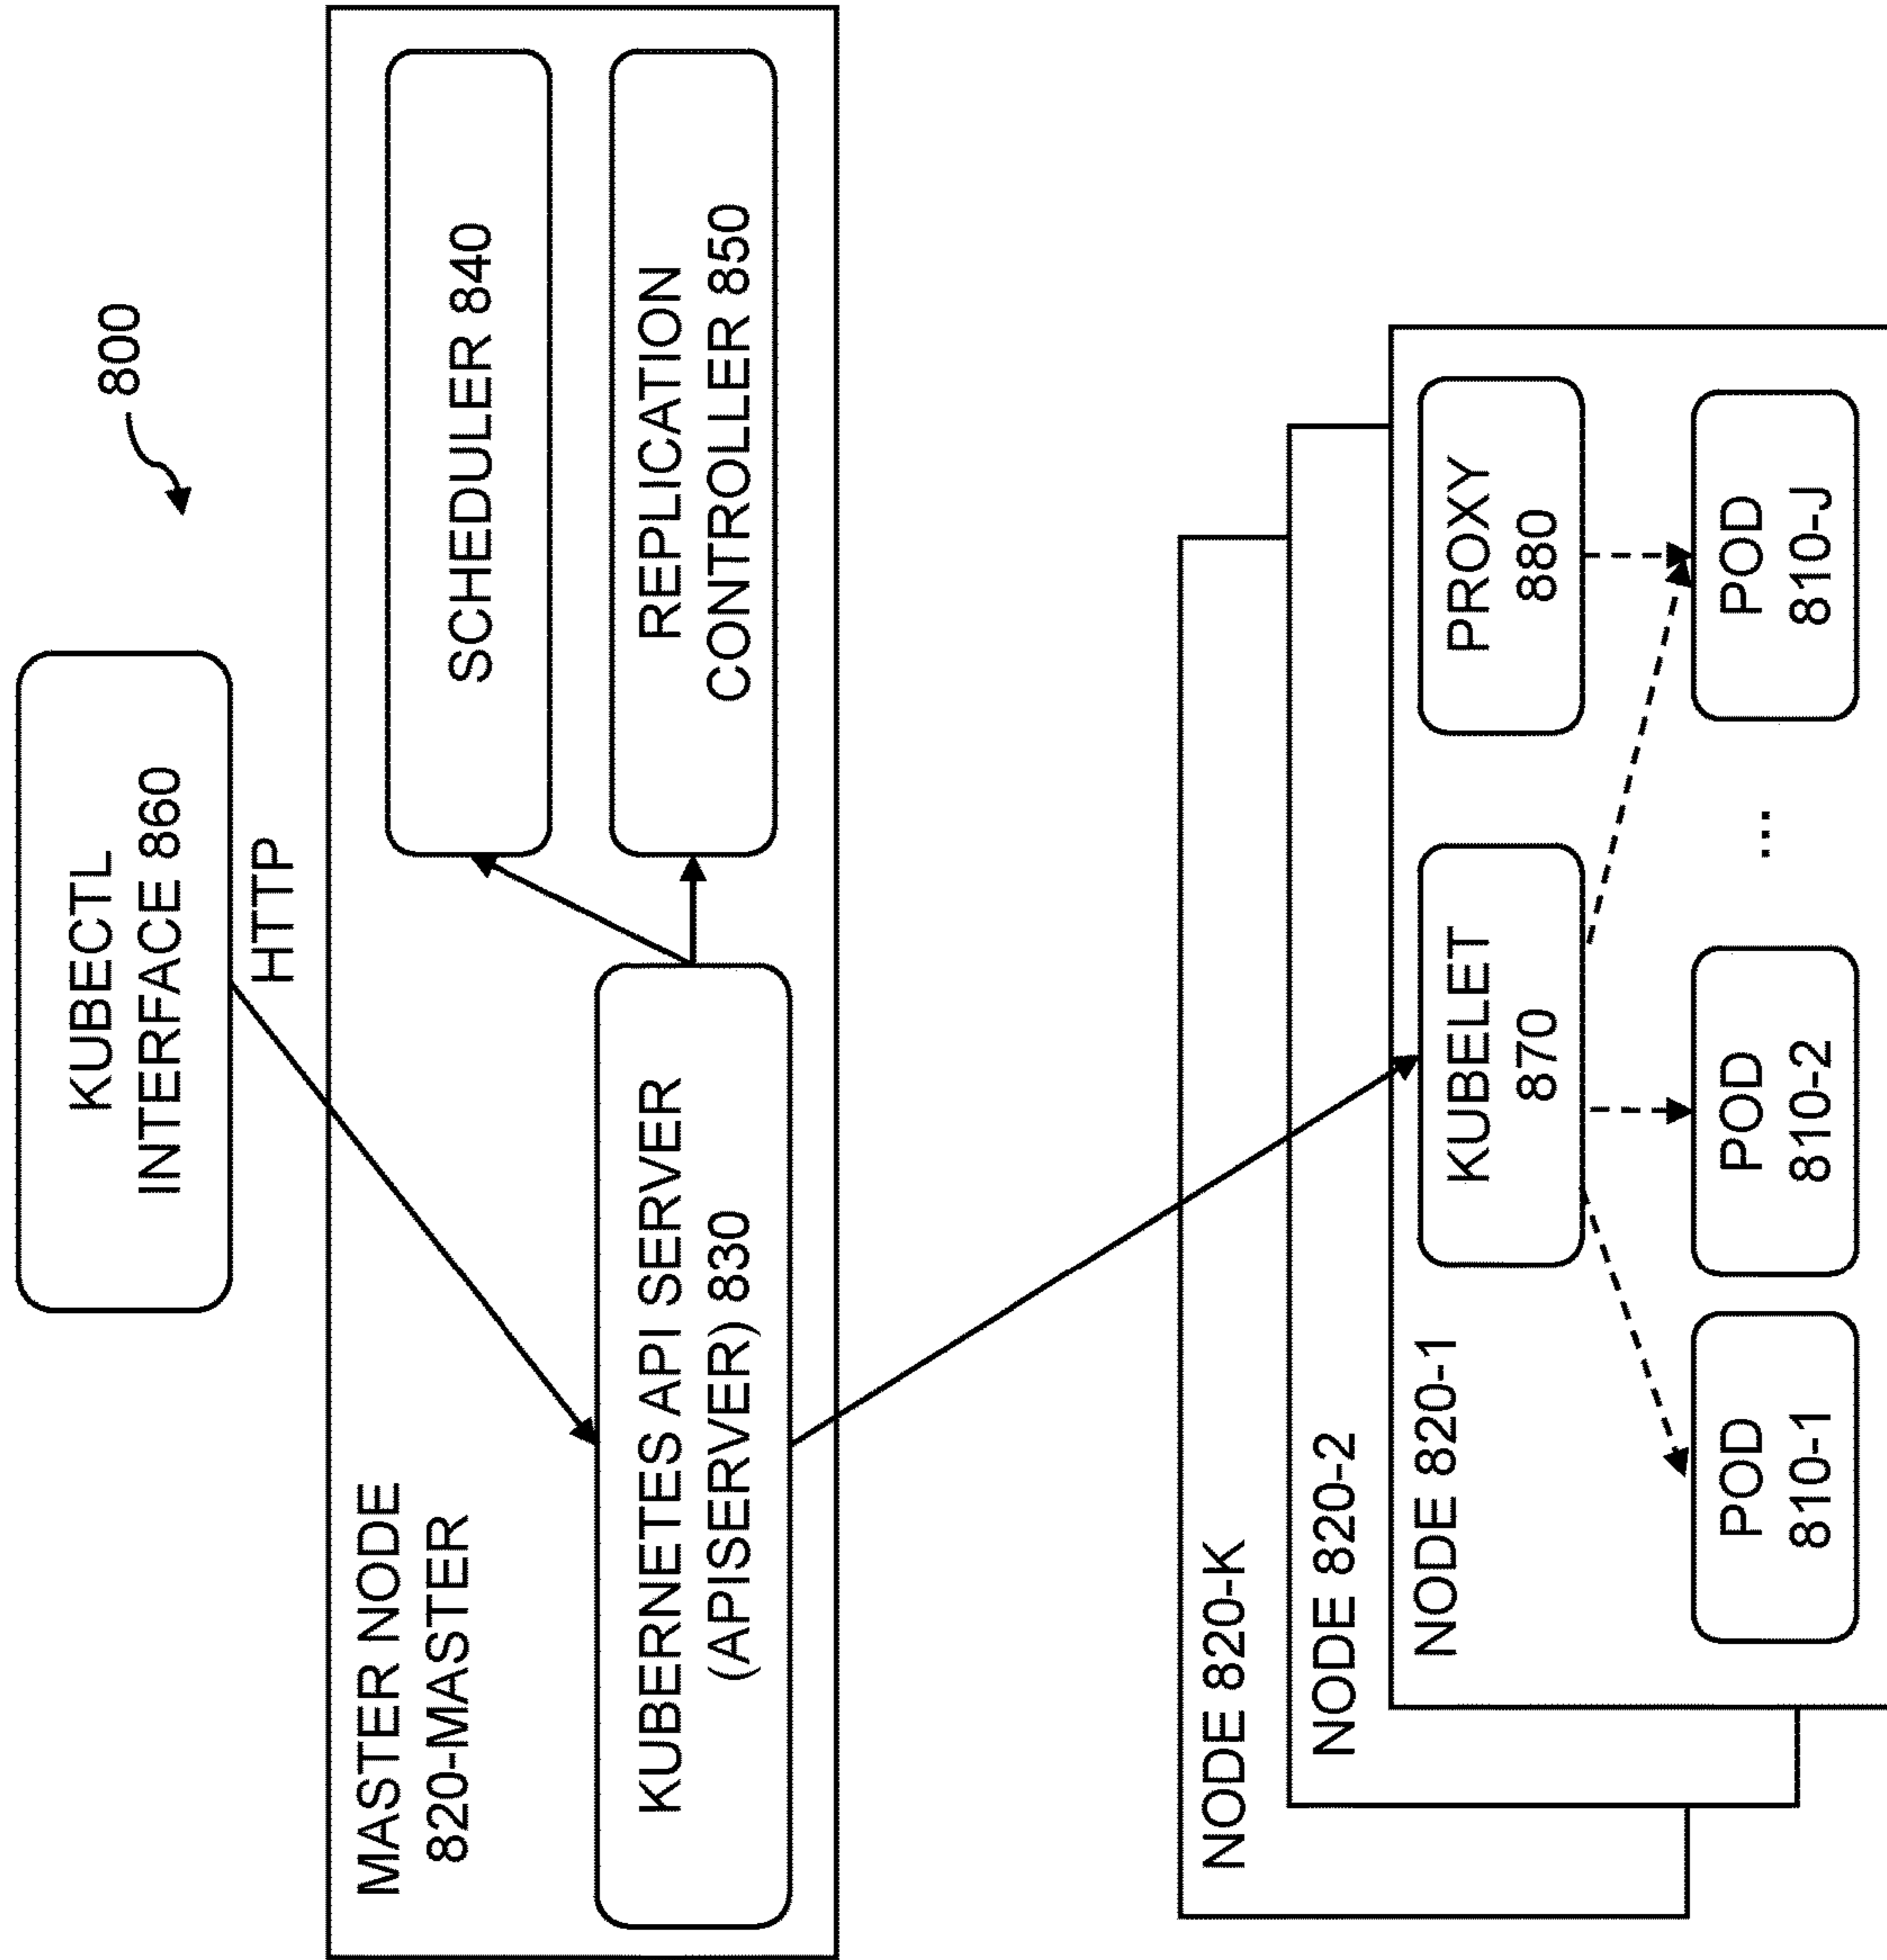 800
KUBECTL
INTERFACE 860
HTTP
MASTER NODE
820-MASTER
SCHEDULER 840
KUBERNETES API SERVER
(APISERVER) 830
REPLICATION
CONTROLLER 850
NODE 820-K
NODE 820-2
NODE 820-1
KUBELET
870
PROXY
880
POD
810-1
POD
810-2
...
POD
810-J